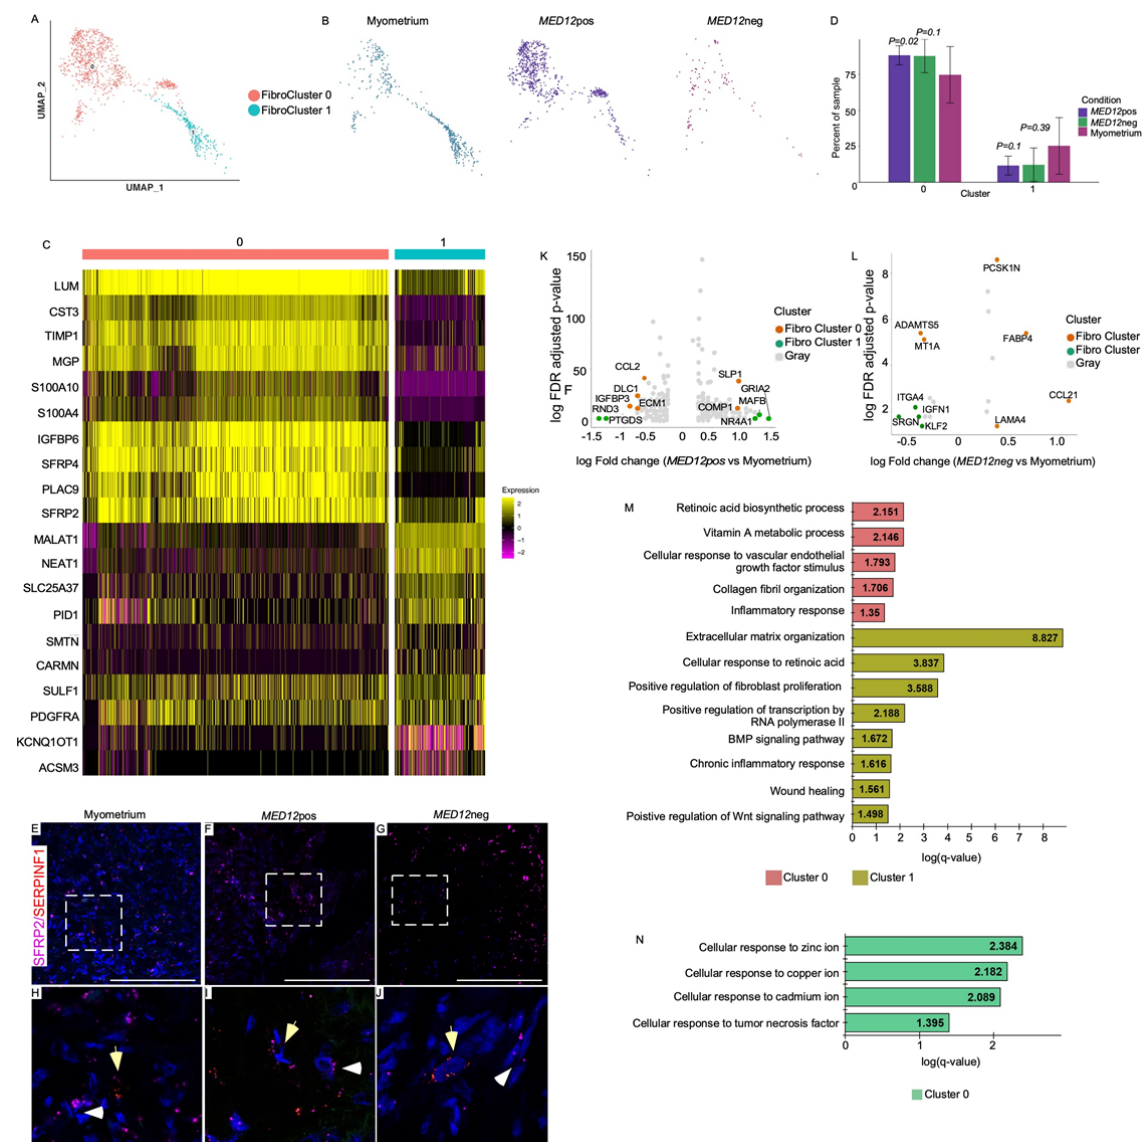 A
UMAP_2
UMAP_1
0
1
FibroCluster 0
FibroCluster 1
B
Myometrium
MED12pos
MED12neg
D
Percent of sample
75
50
25
0
P=0.02
P=0.1
P=0.1
P=0.39
0
1
Cluster
Condition
MED12pos
MED12neg
Myometrium
C
0
1
LUM
CST3
TIMP1
MGP
S100A10
S100A4
IGFBP6
SFRP4
PLAC9
SFRP2
MALAT1
NEAT1
SLC25A37
PID1
SMTN
CARMN
SULF1
PDGFRA
KCNQ1OT1
ACSM3
Expression
2
1
0
−1
−2
K
log FDR adjusted p-value
F
150
100
50
0
CCL2
DLC1
IGFBP3
ECM1
RND3
PTGDS
SLP1
GRIA2
COMP1
MAFB
NR4A1
-1.5
-1
-0.5
0
0.5
1.0
1.5
log Fold change (MED12pos vs Myometrium)
Cluster
Fibro Cluster 0
Fibro Cluster 1
Gray
L
log FDR adjusted p-value
8
6
4
2
PCSK1N
ADAMTS5
MT1A
FABP4
CCL21
ITGA4
IGFN1
SRGN
KLF2
LAMA4
-0.5
0
0.5
1.0
log Fold change (MED12neg vs Myometrium)
Cluster
Fibro Cluster
Fibro Cluster
Gray
M
Retinoic acid biosynthetic process
2.151
Vitamin A metabolic process
2.146
Cellular response to vascular endothelial
growth factor stimulus
1.793
Collagen fibril organization
1.706
Inflammatory response
1.35
Extracellular matrix organization
8.827
Cellular response to retinoic acid
3.837
Positive regulation of fibroblast proliferation
3.588
Positive regulation of transcription by
RNA polymerase II
2.188
BMP signaling pathway
1.672
Chronic inflammatory response
1.616
Wound healing
1.561
Poistive regulation of Wnt signaling pathway
1.498
0 1 2 3 4 5 6 7 8
log(q-value)
Cluster 0
Cluster 1
Myometrium
MED12pos
MED12neg
SFRP2/SERPINF1
E
F
G
H
I
J
N
Cellular response to zinc ion
2.384
Cellular response to copper ion
2.182
Cellular response to cadmium ion
2.089
Cellular response to tumor necrosis factor
1.395
0 1 2
log(q-value)
Cluster 0